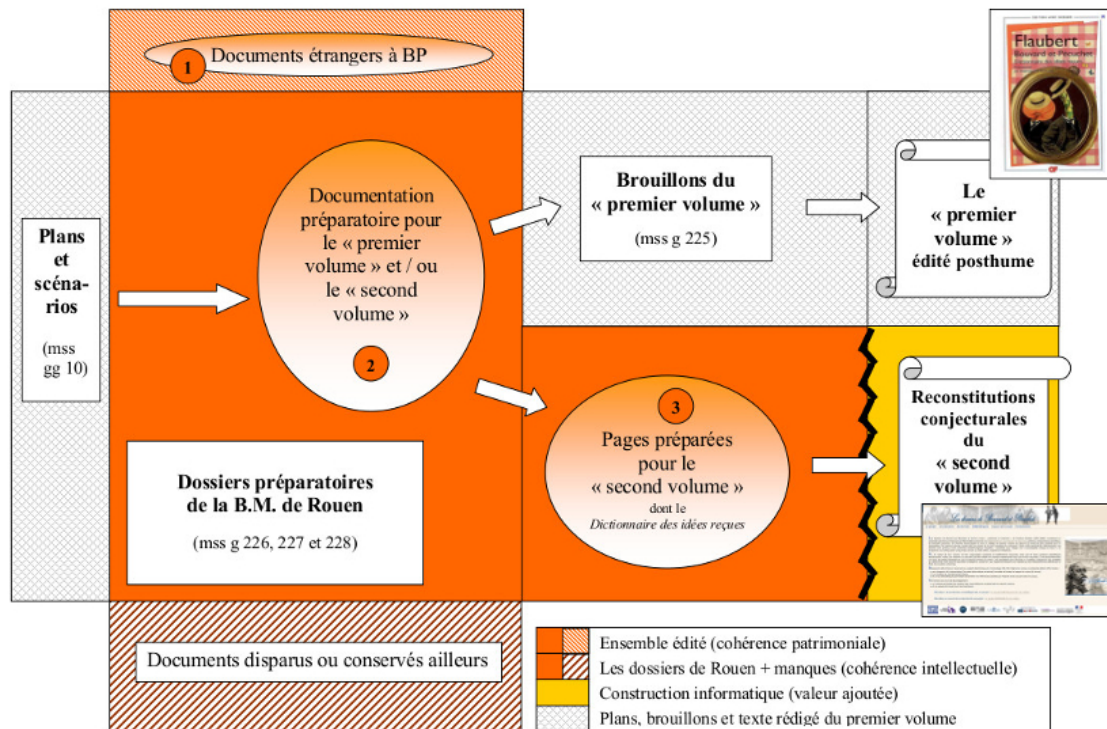 1 Documents étrangers à BP
Flaubert
Bouvard et Pécuchet
Plans
et
scéna-
rios
(mss
gg 10)
Documentation
préparatoire pour
le « premier
volume » et / ou
le « second
volume »
2
Brouillons du
« premier volume »
(mss g 225)
Le
« premier
volume »
édité posthume
3
Pages préparées
pour le
« second volume »
dont le
Dictionnaire des idées reçues
Reconstitutions
conjecturales
du
« second
volume »
Dossiers préparatoires
de la B.M. de Rouen
(mss g 226, 227 et 228)
Documents disparus ou conservés ailleurs
Ensemble édité (cohérence patrimoniale)
Les dossiers de Rouen + manques (cohérence intellectuelle)
Construction informatique (valeur ajoutée)
Plans, brouillons et texte rédigé du premier volume